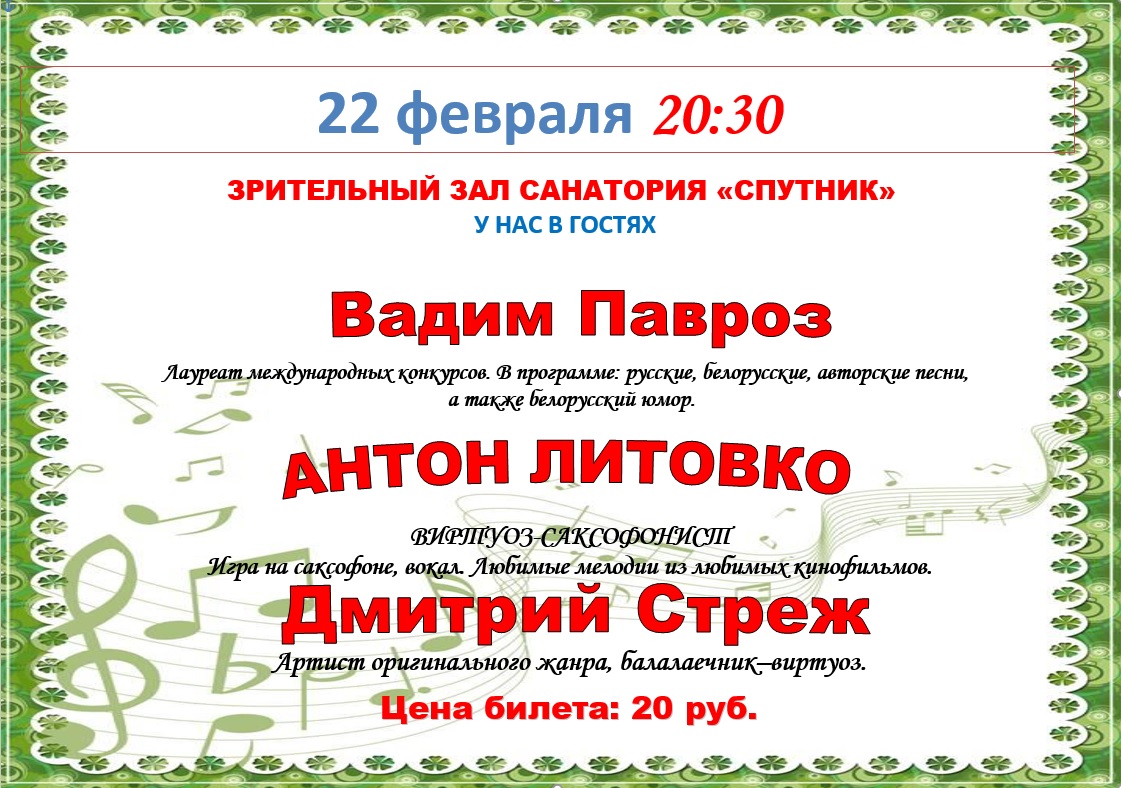 22 февраля 20:30
ЗРИТЕЛЬНЫЙ ЗАЛ САНАТОРИЯ «СПУТНИК»
У НАС В ГОСТЯХ
Вадим Павроз
Лауреат международных конкурсов. В программе: русские, белорусские, авторские песни,
а также белорусский юмор.
АНТОН ЛИТОВКО
ВИРТУОЗ-САКСОФОНИСТ
Игра на саксофоне, вокал. Любимые мелодии из любимых кинофильмов.
Дмитрий Стреж
Артист оригинального жанра, балалаечник–виртуоз.
Цена билета: 20 руб.